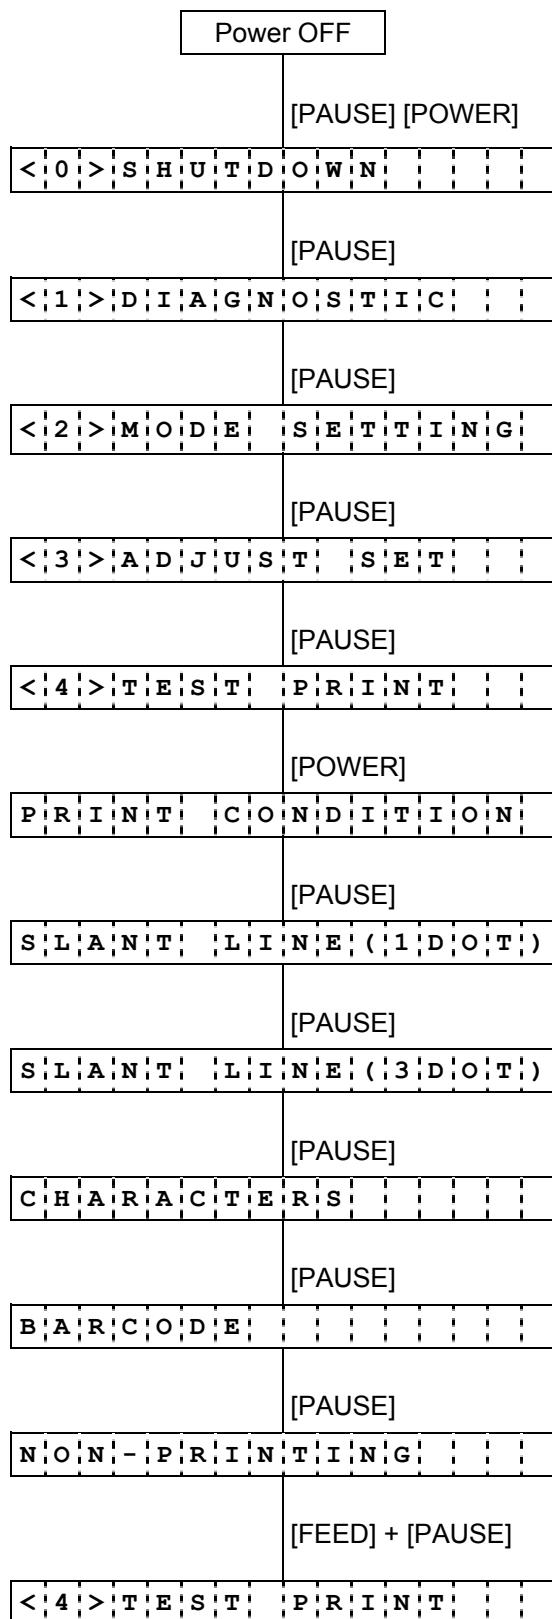 Power OFF
[PAUSE] [POWER]
<0>SHUTDOWN
[PAUSE]
<1>DIAGNOSTIC
[PAUSE]
<2>MODE SETTING
[PAUSE]
<3>ADJUST SET
[PAUSE]
<4>TEST PRINT
[POWER]
PRINT CONDITION
[PAUSE]
SLANT LINE(1DOT)
[PAUSE]
SLANT LINE(3DOT)
[PAUSE]
CHARACTERS
[PAUSE]
BARCODE
[PAUSE]
NON-PRINTING
[FEED] + [PAUSE]
<4>TEST PRINT